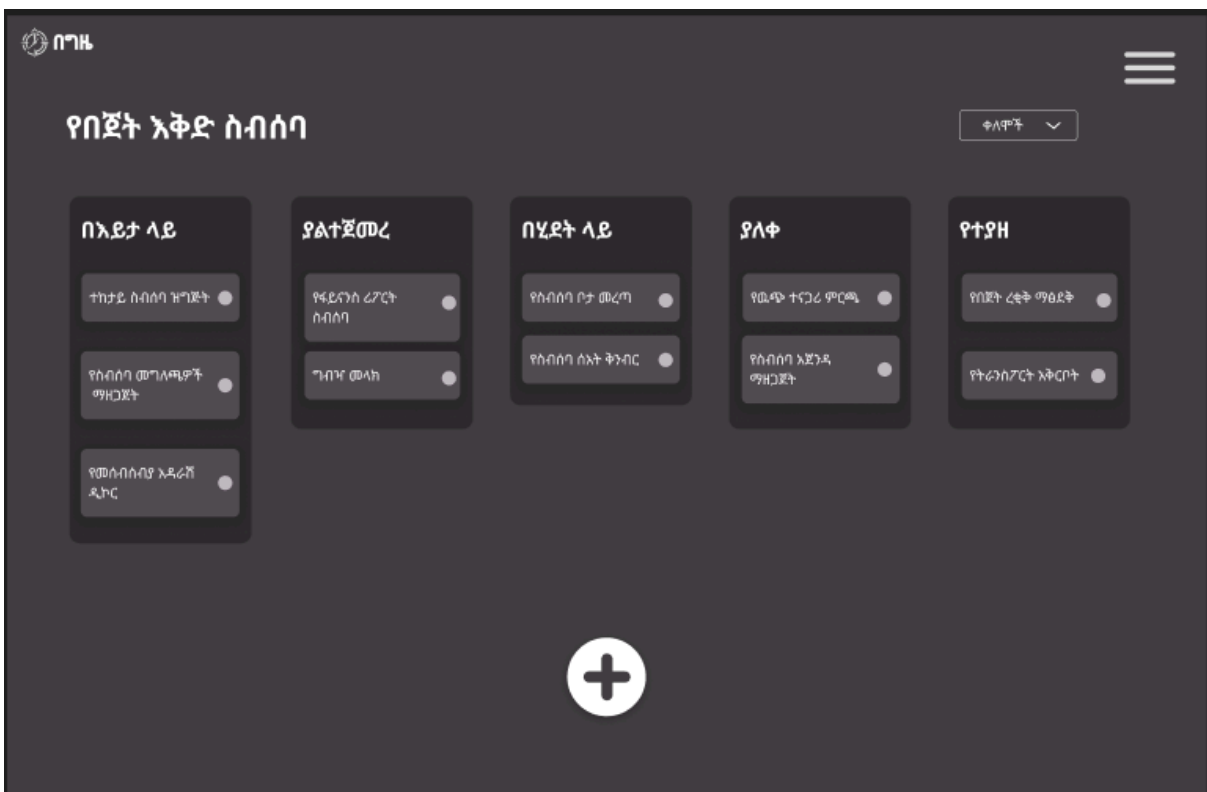 በግዜ
የበጀት እቅድ ስብሰባ
ቀለሞች
በእይታ ላይ
ተከታይ ስብሰባ ዝግጅት
የስብሰባ መግለጫዎች
ማዘጋጀት
የመሰብሰብያ አዳራሽ
ዲኮር
ያልተጀመረ
የፋይናንስ ሪፖርት
ስብሰባ
ግብዣ መላክ
በሂደት ላይ
የስብሰባ ቦታ መረጣ
የስብሰባ ሰአት ቅንብር
ያለቀ
የዉጭ ተናጋሪ ምርጫ
የስብሰባ አጀንዳ
ማዘጋጀት
የተያዘ
የበጀት ረቂቅ ማፅደቅ
የትራንስፖርት አቅርቦት